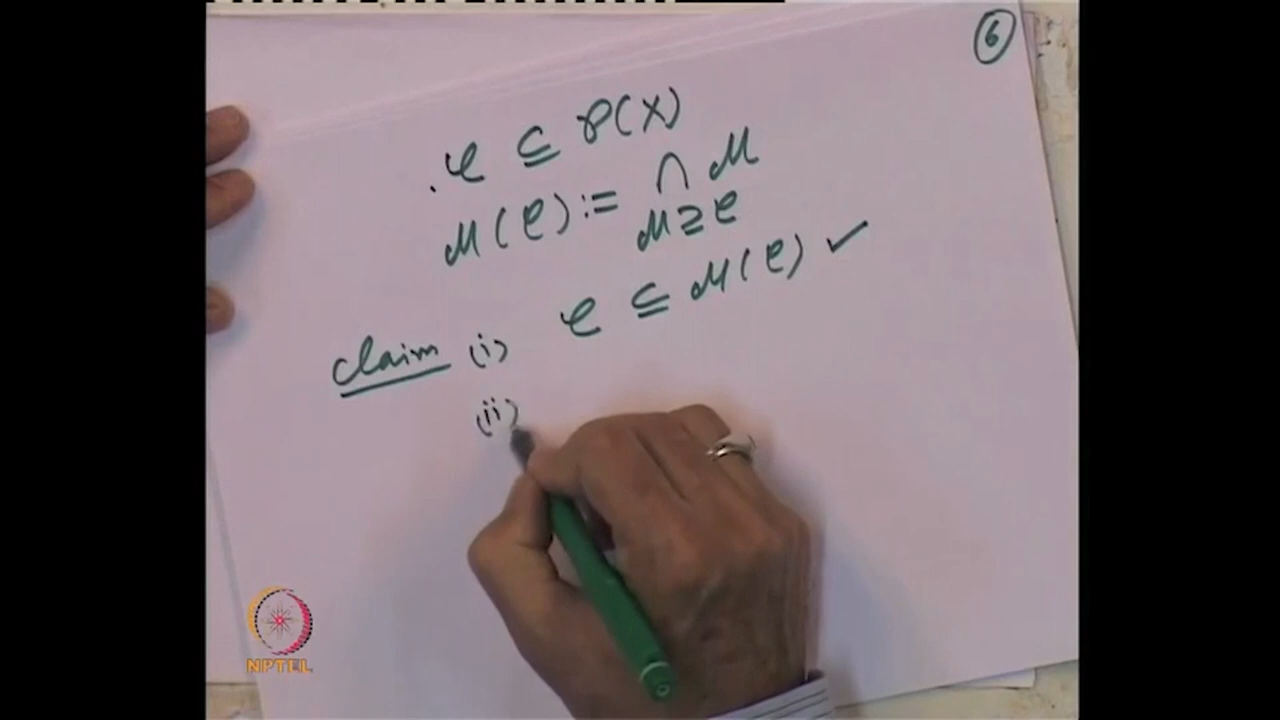 6
𝒞 ⊆ 𝒫(X)
ℳ(𝒞) := ∩ ℳ
ℳ ⊇ 𝒞
Claim (i) 𝒞 ⊆ ℳ(𝒞) ✓
(ii)
NPTEL